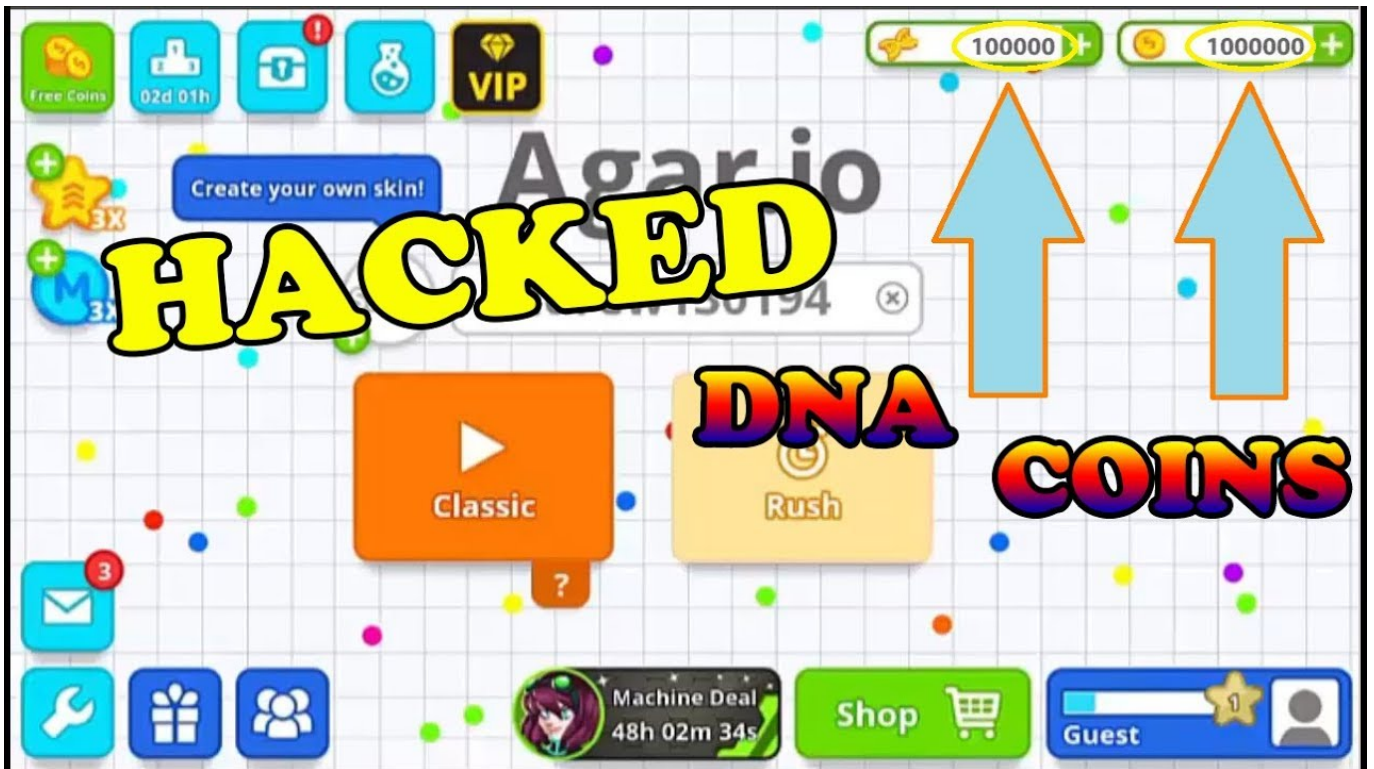 Free Coins
02d 01h
!
VIP
100000
1000000
3X
Create your own skin!
Agar.io
M
3X
HACKED
194
DNA
Classic
Rush
COINS
?
3
Machine Deal
48h 02m 34s
Shop
1
Guest